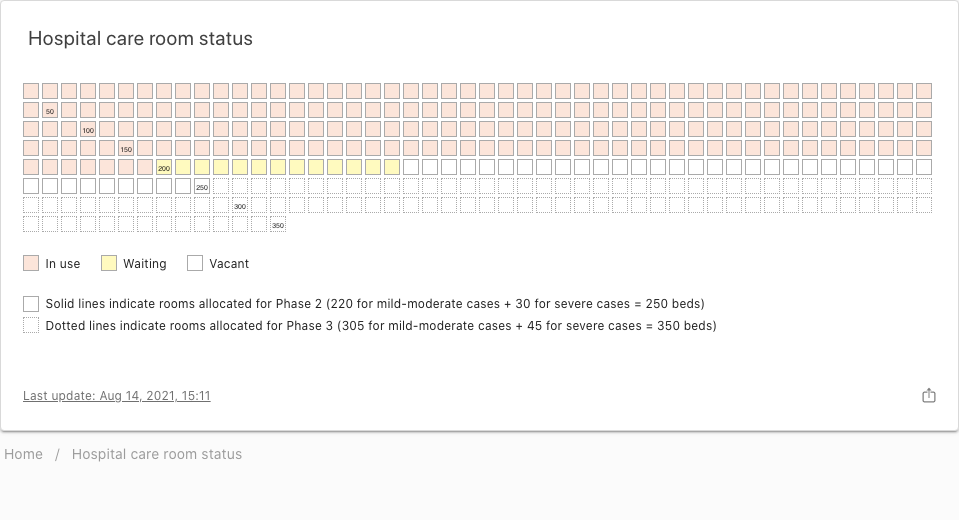 Hospital care room status
50
100
150
200
250
300
350
In use Waiting Vacant
Solid lines indicate rooms allocated for Phase 2 (220 for mild-moderate cases + 30 for severe cases = 250 beds)
Dotted lines indicate rooms allocated for Phase 3 (305 for mild-moderate cases + 45 for severe cases = 350 beds)
Last update: Aug 14, 2021, 15:11
Home / Hospital care room status